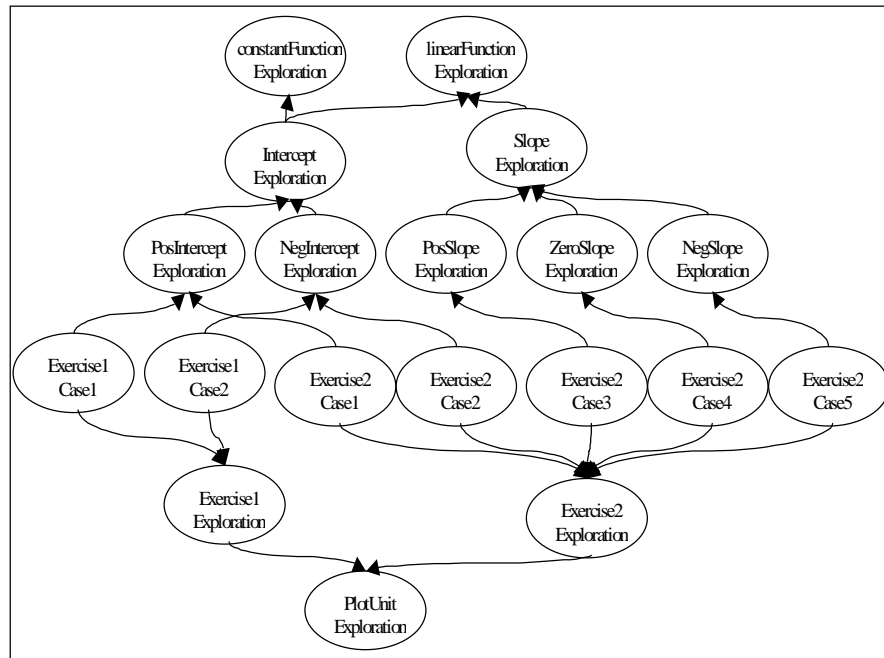 constantFunction
Exploration
linearFunction
Exploration
Intercept
Exploration
Slope
Exploration
PosIntercept
Exploration
NegIntercept
Exploration
PosSlope
Exploration
ZeroSlope
Exploration
NegSlope
Exploration
Exercise1
Case1
Exercise1
Case2
Exercise2
Case1
Exercise2
Case2
Exercise2
Case3
Exercise2
Case4
Exercise2
Case5
Exercise1
Exploration
Exercise2
Exploration
PlotUnit
Exploration